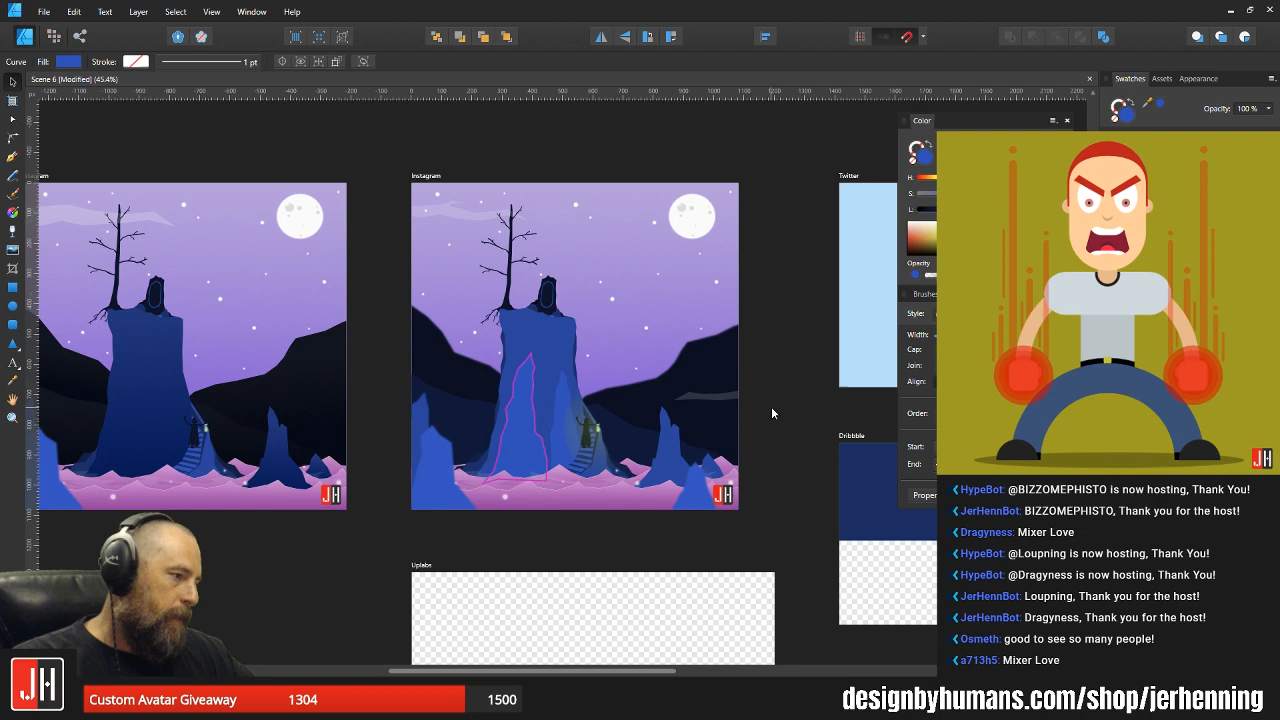 File Edit Text Layer Select View Window Help
Curve Fill: Stroke: 1 pt
Scene 6 [Modified] (45.4%)
Swatches Assets Appearance
Opacity: 100 %
Color
H:
S:
L:
Opacity
Brushes
Style:
Width:
Cap:
Join:
Align:
Order:
Start:
End:
Proper
Instagram
Twitter
Dribbble
Uplabs
JH
JH
JH
HypeBot: @BIZZOMEPHISTO is now hosting, Thank You!
JerHennBot: BIZZOMEPHISTO, Thank you for the host!
Dragyness: Mixer Love
HypeBot: @Loupning is now hosting, Thank You!
HypeBot: @Dragyness is now hosting, Thank You!
JerHennBot: Loupning, Thank you for the host!
JerHennBot: Dragyness, Thank you for the host!
Osmeth: good to see so many people!
a713h5: Mixer Love
JH
Custom Avatar Giveaway 1304 1500
designbyhumans.com/shop/jerhenning